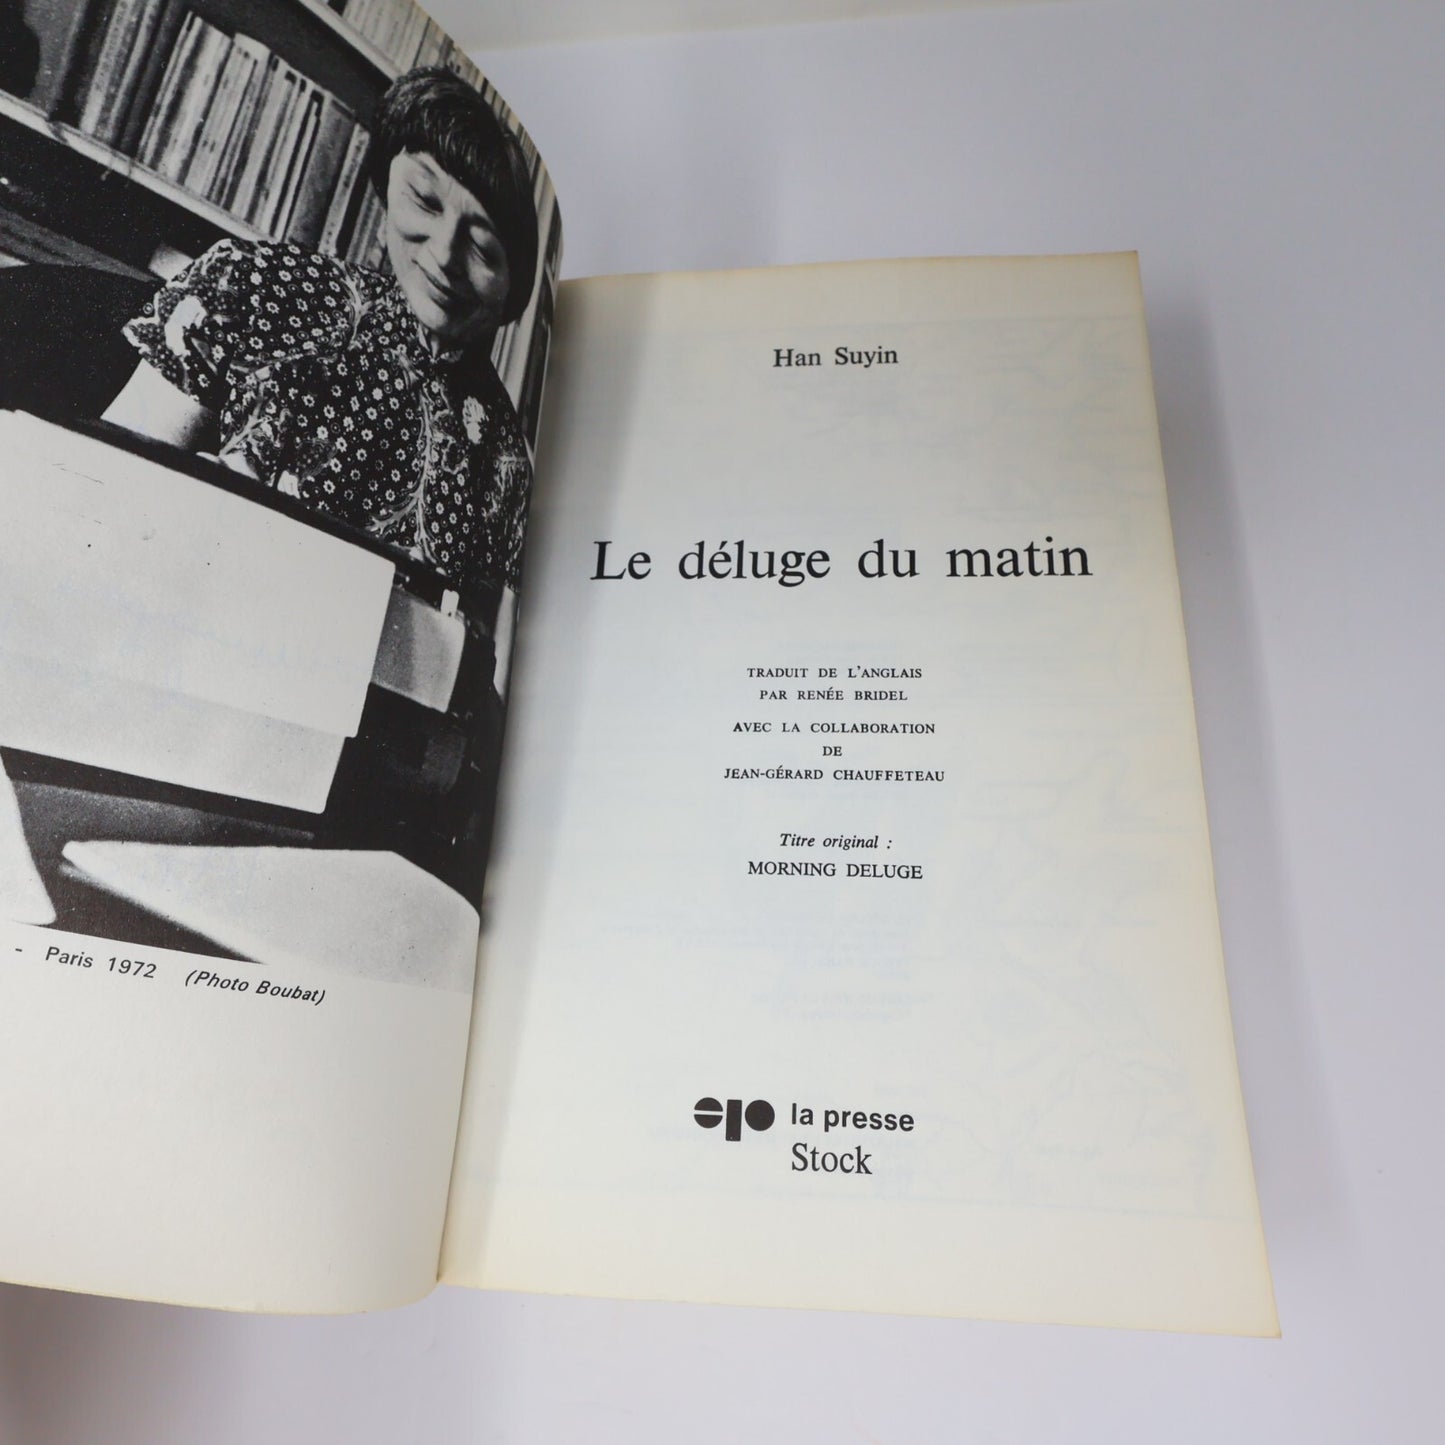 - Paris 1972 (Photo Boubat)
Han Suyin
Le déluge du matin
TRADUIT DE L'ANGLAIS
PAR RENÉE BRIDEL
AVEC LA COLLABORATION
DE
JEAN-GÉRARD CHAUFFETEAU
Titre original :
MORNING DELUGE
la presse
Stock